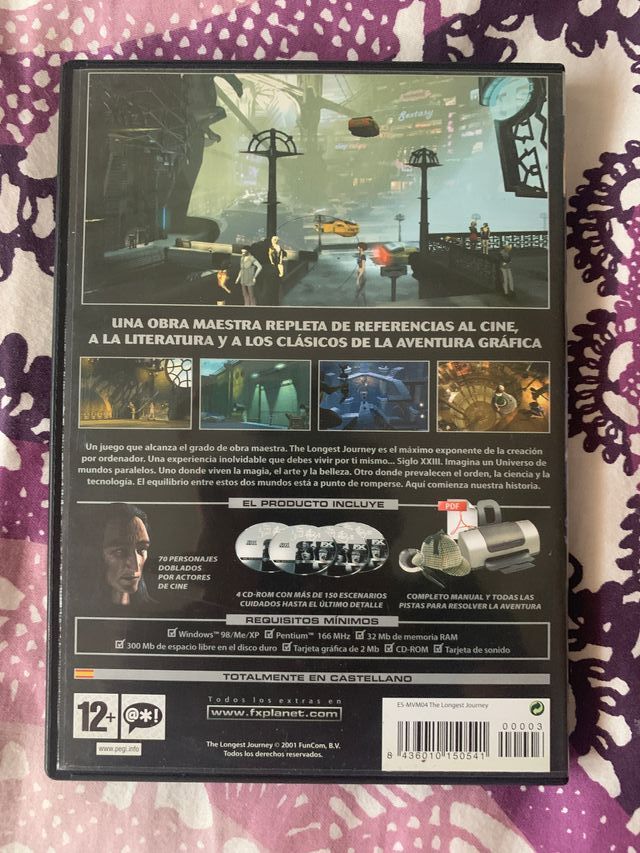 Sextasy
UNA OBRA MAESTRA REPLETA DE REFERENCIAS AL CINE,
A LA LITERATURA y A LOS CLÁSICOS DE LA AVENTURA GRÁFICA
Un juego que alcanza el grado de obra maestra. The Longest Journey es el máximo exponente de la creación
por ordenador. Una experiencia inolvidable que debes vivir por ti mismo... Siglo XXIII. Imagina un Universo de
mundos paralelos. Uno donde viven la magia, el arte y la belleza. Otro donde prevalecen el orden, la ciencia y la
tecnología. El equilibrio entre estos dos mundos está a punto de romperse. Aquí comienza nuestra historia.
EL PRODUCTO INCLUYE
PDF
70 PERSONAJES
DOBLADOS
POR ACTORES
DE CINE
4 CD-ROM CON MÁS DE 150 ESCENARIOS
CUIDADOS HASTA EL ÚLTIMO DETALLE
COMPLETO MANUAL Y TODAS LAS
PISTAS PARA RESOLVER LA AVENTURA
REQUISITOS MÍNIMOS
Windows™ 98/Me/XP Pentium™ 166 MHz 32 Mb de memoria RAM
300 Mb de espacio libre en el disco duro Tarjeta gráfica de 2 Mb CD-ROM Tarjeta de sonido
TOTALMENTE EN CASTELLANO
12+
@*!
www.pegi.info
Todos los extras en
www.fxplanet.com
The Longest Journey © 2001 FunCom, B.V.
Todos los derechos reservados.
ES-MVM04 The Longest Journey
00003
8 436010 150541